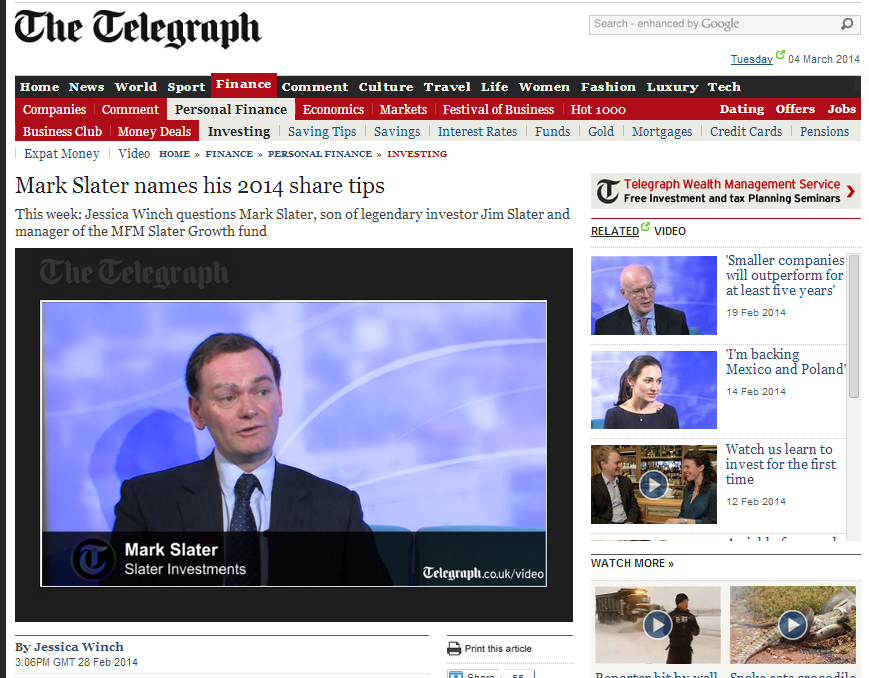 The Telegraph
Search - enhanced by Google
Tuesday 04 March 2014
Home News World Sport Finance Comment Culture Travel Life Women Fashion Luxury Tech
Companies Comment Personal Finance Economics Markets Festival of Business Hot 1000 Dating Offers Jobs
Business Club Money Deals Investing Saving Tips Savings Interest Rates Funds Gold Mortgages Credit Cards Pensions
Expat Money Video HOME » FINANCE » PERSONAL FINANCE » INVESTING
Mark Slater names his 2014 share tips
This week: Jessica Winch questions Mark Slater, son of legendary investor Jim Slater and
manager of the MFM Slater Growth fund
The Telegraph
Mark Slater
Slater Investments
Telegraph.co.uk/video
By Jessica Winch
3:06PM GMT 28 Feb 2014
Print this article
Share 55
Telegraph Wealth Management Service
Free Investment and tax Planning Seminars
RELATED VIDEO
'Smaller companies
will outperform for
at least five years'
19 Feb 2014
'I'm backing
Mexico and Poland'
14 Feb 2014
Watch us learn to
invest for the first
time
12 Feb 2014
WATCH MORE »
Reporter hit by wall
Snake eats crocodile